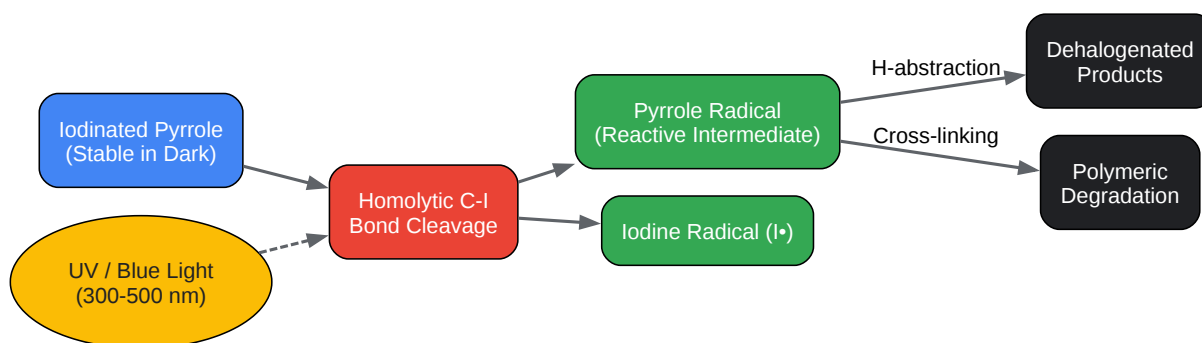 Iodinated Pyrrole
(Stable in Dark)
UV / Blue Light
(300-500 nm)
Homolytic C-I
Bond Cleavage
Pyrrole Radical
(Reactive Intermediate)
Iodine Radical (I•)
H-abstraction
Cross-linking
Dehalogenated
Products
Polymeric
Degradation